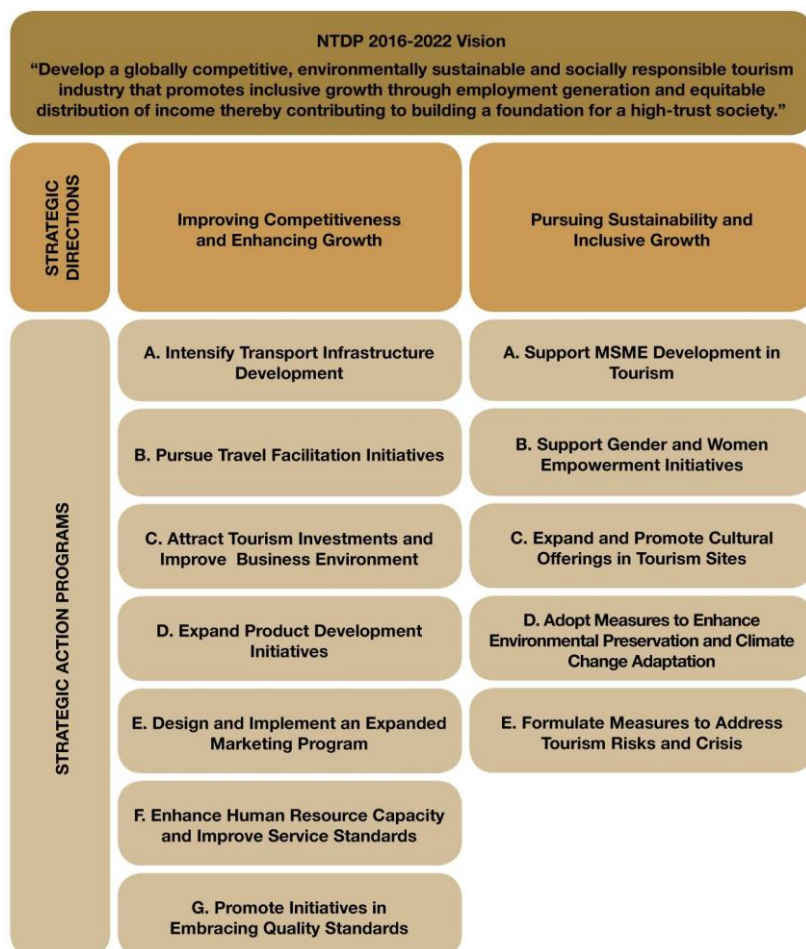 NTDP 2016-2022 Vision
“Develop a globally competitive, environmentally sustainable and socially responsible tourism
industry that promotes inclusive growth through employment generation and equitable
distribution of income thereby contributing to building a foundation for a high-trust society.”
STRATEGIC
DIRECTIONS
Improving Competitiveness
and Enhancing Growth
Pursuing Sustainability and
Inclusive Growth
STRATEGIC ACTION PROGRAMS
A. Intensify Transport Infrastructure
Development
B. Pursue Travel Facilitation Initiatives
C. Attract Tourism Investments and
Improve Business Environment
D. Expand Product Development
Initiatives
E. Design and Implement an Expanded
Marketing Program
F. Enhance Human Resource Capacity
and Improve Service Standards
G. Promote Initiatives in
Embracing Quality Standards
A. Support MSME Development in
Tourism
B. Support Gender and Women
Empowerment Initiatives
C. Expand and Promote Cultural
Offerings in Tourism Sites
D. Adopt Measures to Enhance
Environmental Preservation and Climate
Change Adaptation
E. Formulate Measures to Address
Tourism Risks and Crisis